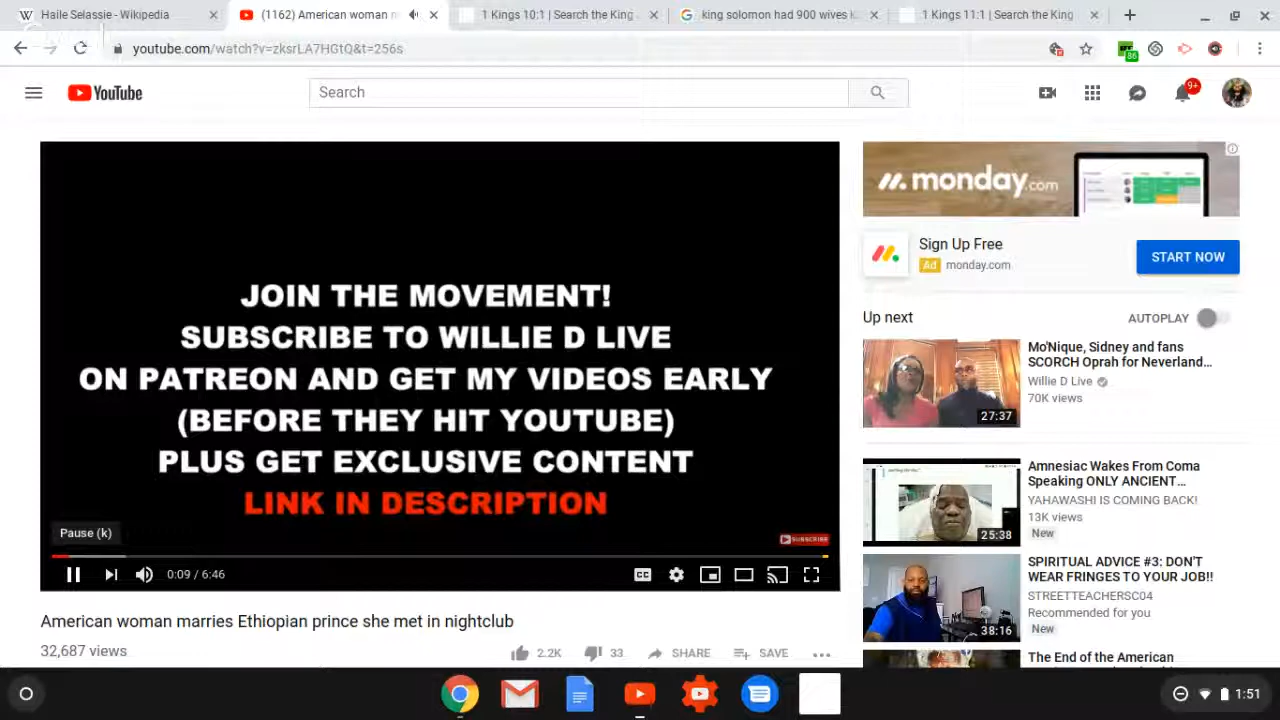 Haile Selassie - Wikipedia
(1162) American woman m
1 Kings 10:1 | Search the King
king solomon had 900 wives k
1 Kings 11:1 | Search the King
youtube.com/watch?v=zksrLA7HGtQ&t=256s
86
YouTube
Search
9+
JOIN THE MOVEMENT!
SUBSCRIBE TO WILLIE D LIVE
ON PATREON AND GET MY VIDEOS EARLY
(BEFORE THEY HIT YOUTUBE)
PLUS GET EXCLUSIVE CONTENT
LINK IN DESCRIPTION
Pause (k)
SUBSCRIBE
0:09 / 6:46
CC
American woman marries Ethiopian prince she met in nightclub
32,687 views
2.2K
33
SHARE
SAVE
monday.com
Sign Up Free
Ad monday.com
START NOW
Up next
AUTOPLAY
Mo'Nique, Sidney and fans
SCORCH Oprah for Neverland...
Willie D Live
70K views
27:37
Amnesiac Wakes From Coma
Speaking ONLY ANCIENT...
YAHAWASHI IS COMING BACK!
13K views
New
25:38
SPIRITUAL ADVICE #3: DON'T
WEAR FRINGES TO YOUR JOB!!
STREETTEACHERSC04
Recommended for you
New
38:16
The End of the American
1:51